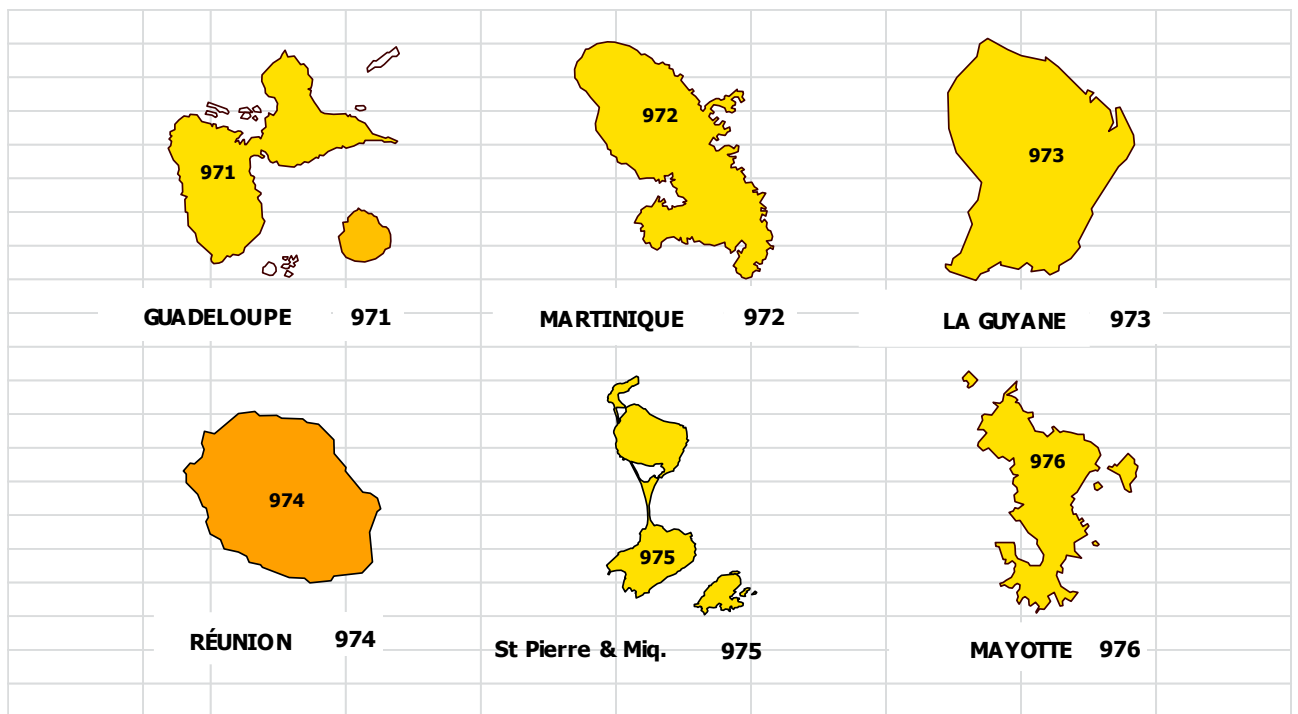 971
972
973
GUADELOUPE 971
MARTINIQUE 972
LA GUYANE 973
974
975
976
RÉUNION 974
St Pierre & Miq. 975
MAYOTTE 976